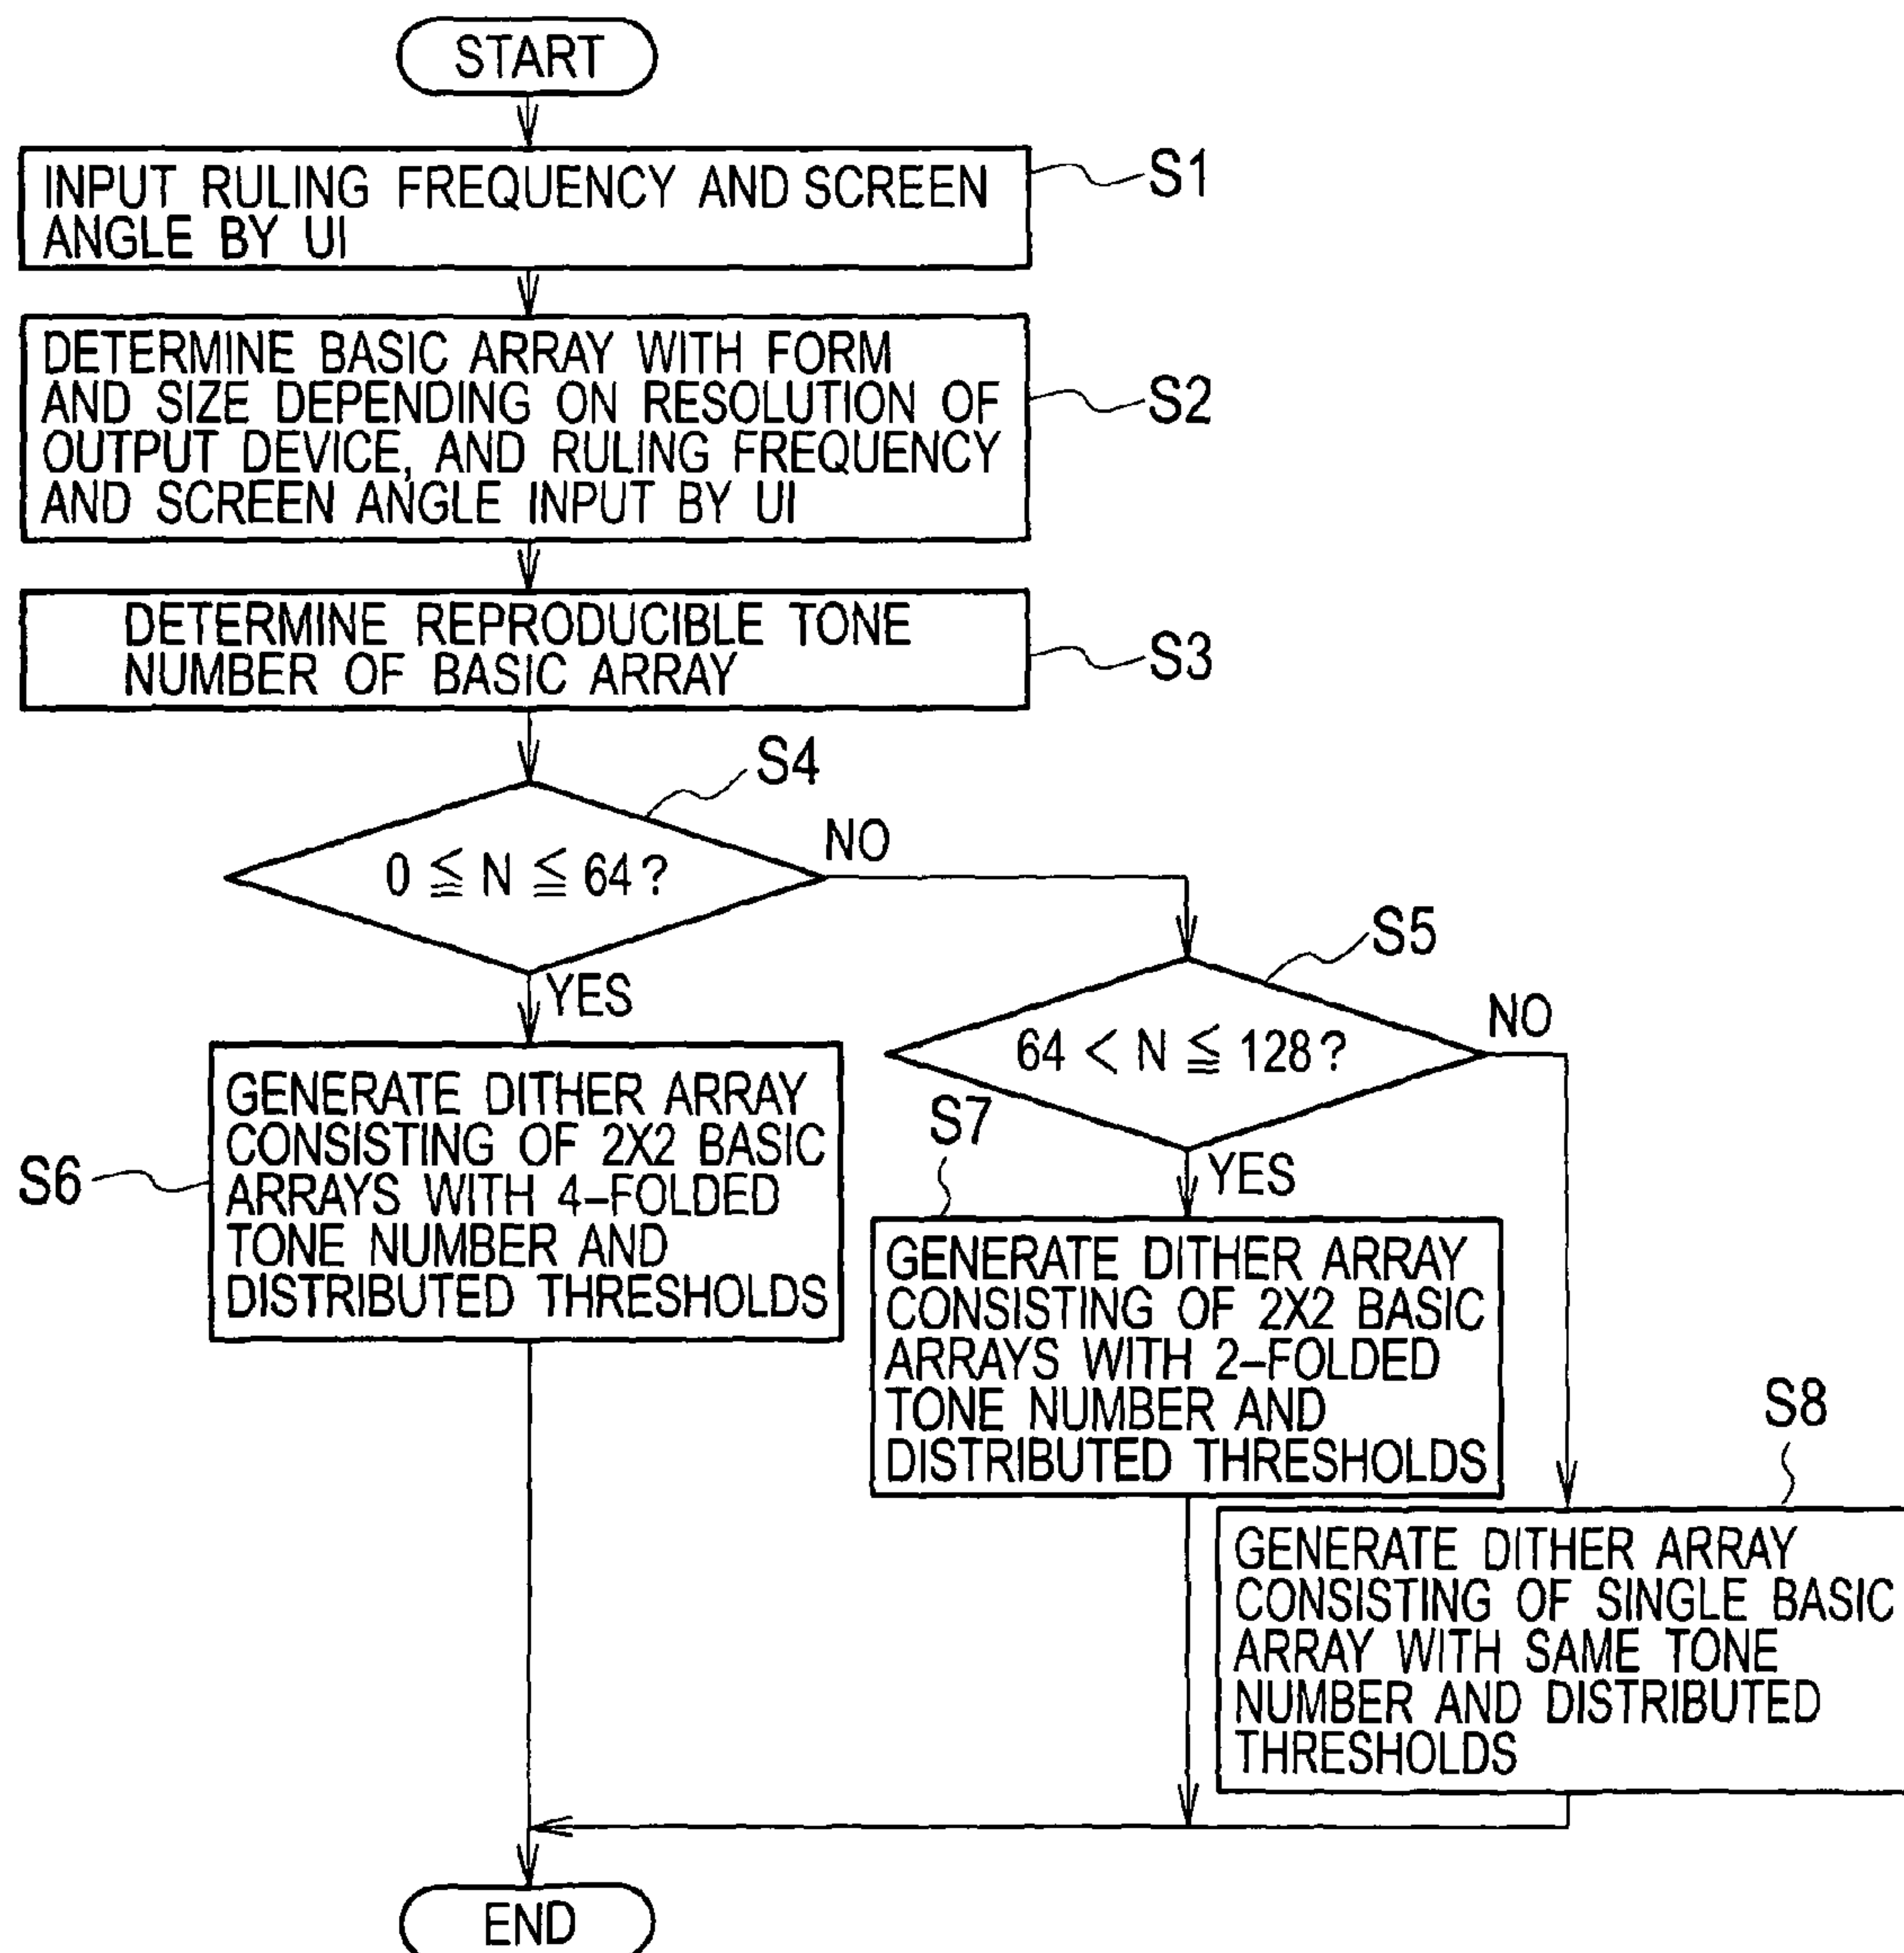 START
INPUT RULING FREQUENCY AND SCREEN
ANGLE BY UI
S1
DETERMINE BASIC ARRAY WITH FORM
AND SIZE DEPENDING ON RESOLUTION OF
OUTPUT DEVICE, AND RULING FREQUENCY
AND SCREEN ANGLE INPUT BY UI
S2
DETERMINE REPRODUCIBLE TONE
NUMBER OF BASIC ARRAY
S3
S4
0 ≦ N ≦ 64?
NO
YES
S5
64 < N ≦ 128?
NO
YES
S6
GENERATE DITHER ARRAY
CONSISTING OF 2X2 BASIC
ARRAYS WITH 4-FOLDED
TONE NUMBER AND
DISTRIBUTED THRESHOLDS
S7
GENERATE DITHER ARRAY
CONSISTING OF 2X2 BASIC
ARRAYS WITH 2-FOLDED
TONE NUMBER AND
DISTRIBUTED THRESHOLDS
S8
GENERATE DITHER ARRAY
CONSISTING OF SINGLE BASIC
ARRAY WITH SAME TONE
NUMBER AND DISTRIBUTED
THRESHOLDS
END